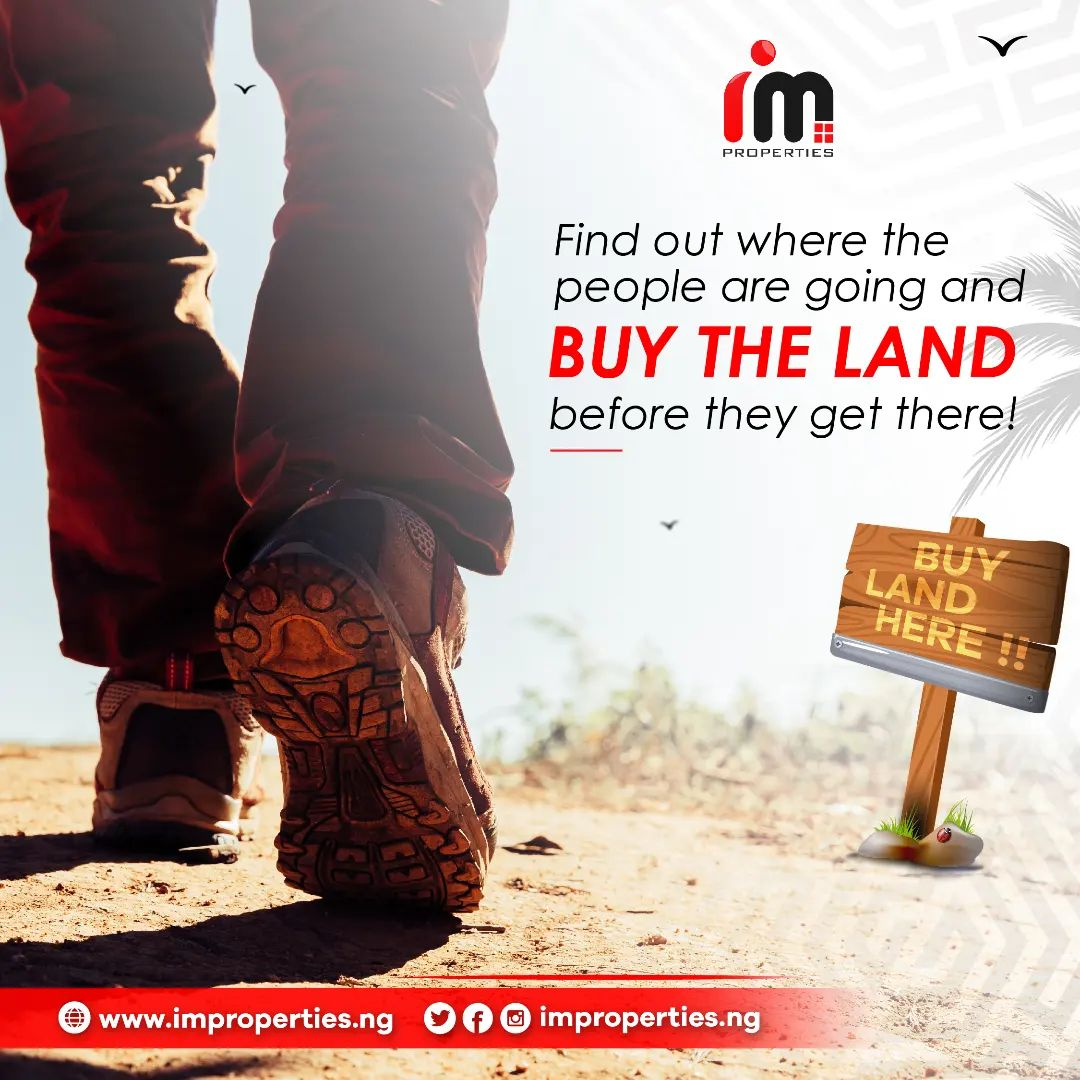 im
PROPERTIES
Find out where the
people are going and
BUY THE LAND
before they get there!
BUY
LAND
HERE !!
www.improperties.ng
improperties.ng